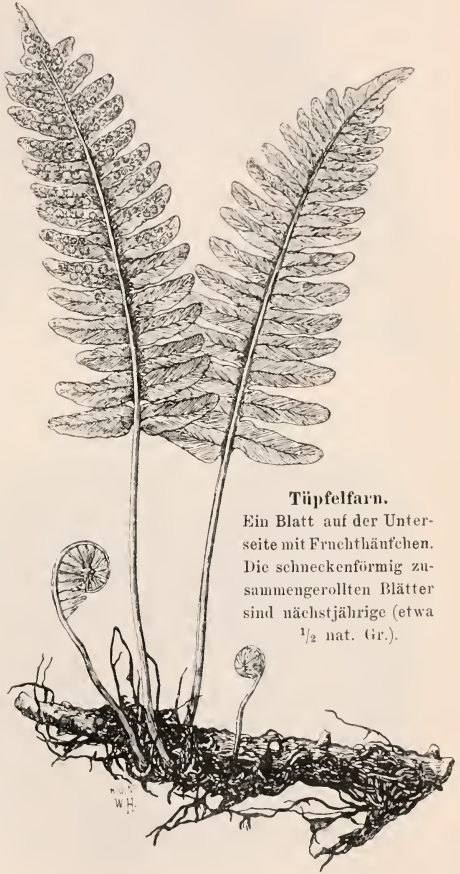 Tüpfelfarn.
Ein Blatt auf der Unter-
seite mit Fruchthäufchen.
Die schneckenförmig zu-
sammengerollten Blätter
sind nächstjährige (etwa
1/2 nat. Gr.).
W H.